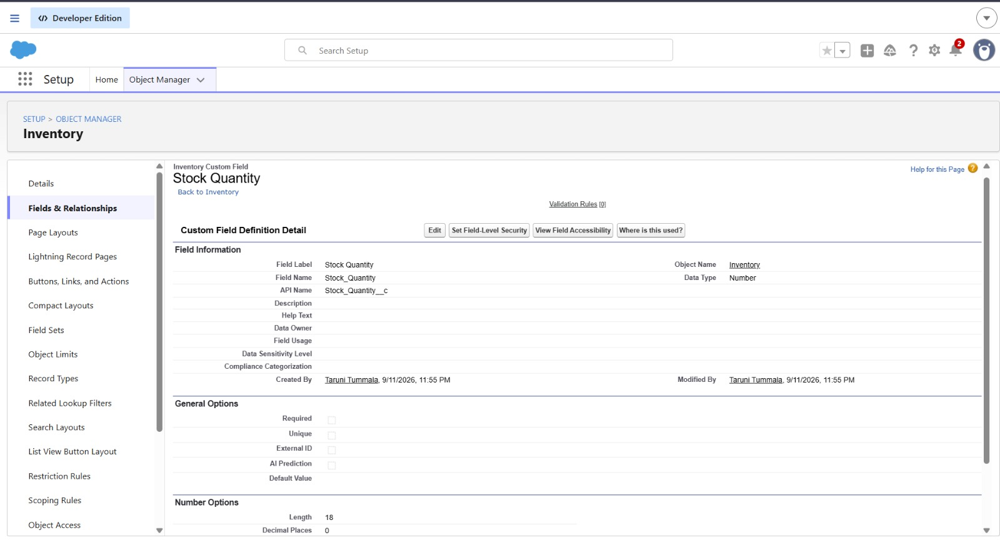 Developer Edition
Search Setup
2
Setup
Home
Object Manager
SETUP > OBJECT MANAGER
Inventory
Details
Fields & Relationships
Page Layouts
Lightning Record Pages
Buttons, Links, and Actions
Compact Layouts
Field Sets
Object Limits
Record Types
Related Lookup Filters
Search Layouts
List View Button Layout
Restriction Rules
Scoping Rules
Object Access
Inventory Custom Field
Stock Quantity
Back to Inventory
Help for this Page ?
Validation Rules [0]
Custom Field Definition Detail
Edit
Set Field-Level Security
View Field Accessibility
Where is this used?
Field Information
Field Label Stock Quantity Object Name Inventory
Field Name Stock_Quantity Data Type Number
API Name Stock_Quantity__c
Description
Help Text
Data Owner
Field Usage
Data Sensitivity Level
Compliance Categorization
Created By Taruni Tummala, 9/11/2026, 11:55 PM Modified By Taruni Tummala, 9/11/2026, 11:55 PM
General Options
Required
Unique
External ID
AI Prediction
Default Value
Number Options
Length 18
Decimal Places 0